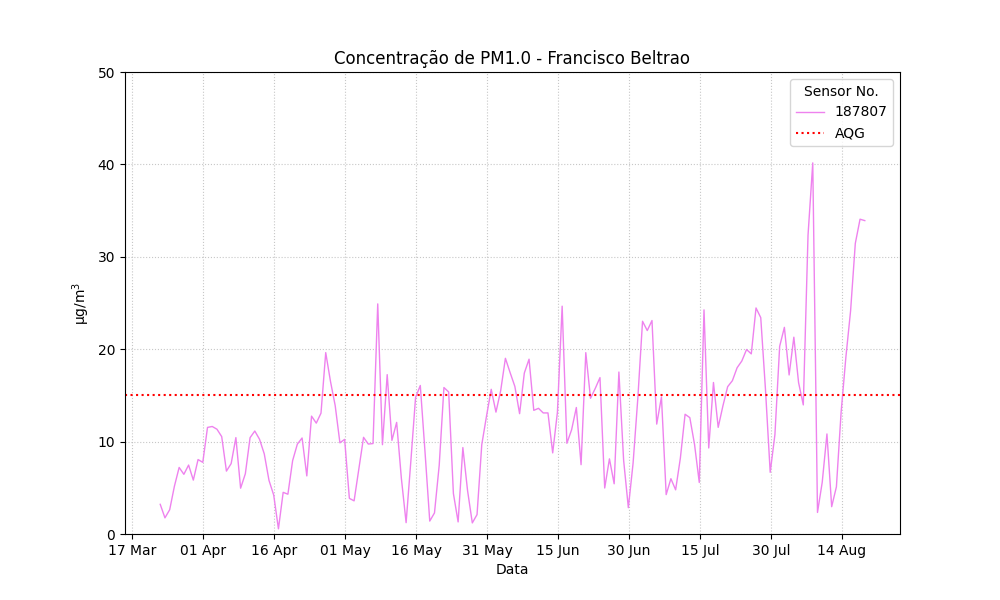 Concentração de PM1.0 - Francisco Beltrao
Sensor No.
187807
AQG
µg/m³
50
40
30
20
10
0
17 Mar 01 Apr 16 Apr 01 May 16 May 31 May 15 Jun 30 Jun 15 Jul 30 Jul 14 Aug
Data